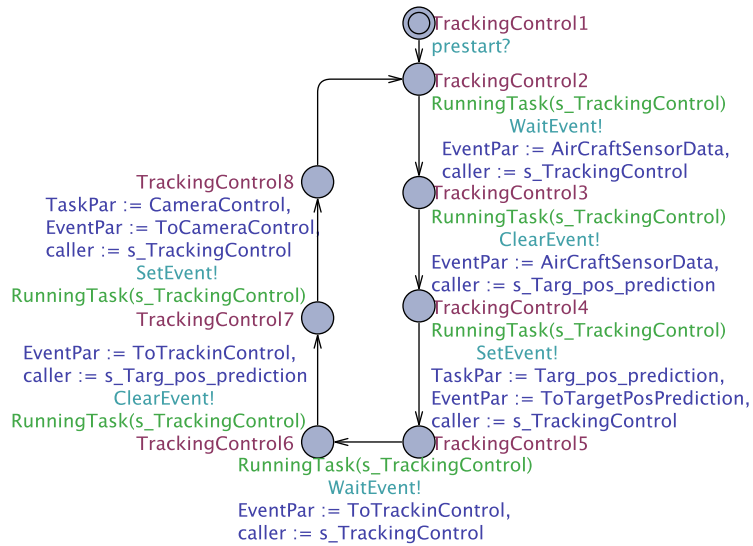 TrackingControl1
prestart?
TrackingControl2
RunningTask(s_TrackingControl)
WaitEvent!
EventPar := AirCraftSensorData,
caller := s_TrackingControl
TrackingControl3
RunningTask(s_TrackingControl)
ClearEvent!
EventPar := AirCraftSensorData,
caller := s_Targ_pos_prediction
TrackingControl4
RunningTask(s_TrackingControl)
SetEvent!
TaskPar := Targ_pos_prediction,
EventPar := ToTargetPosPrediction,
caller := s_TrackingControl
TrackingControl5
RunningTask(s_TrackingControl)
WaitEvent!
EventPar := ToTrackinControl,
caller := s_TrackingControl
TrackingControl8
TaskPar := CameraControl,
EventPar := ToCameraControl,
caller := s_TrackingControl
SetEvent!
RunningTask(s_TrackingControl)
TrackingControl7
EventPar := ToTrackinControl,
caller := s_Targ_pos_prediction
ClearEvent!
RunningTask(s_TrackingControl)
TrackingControl6